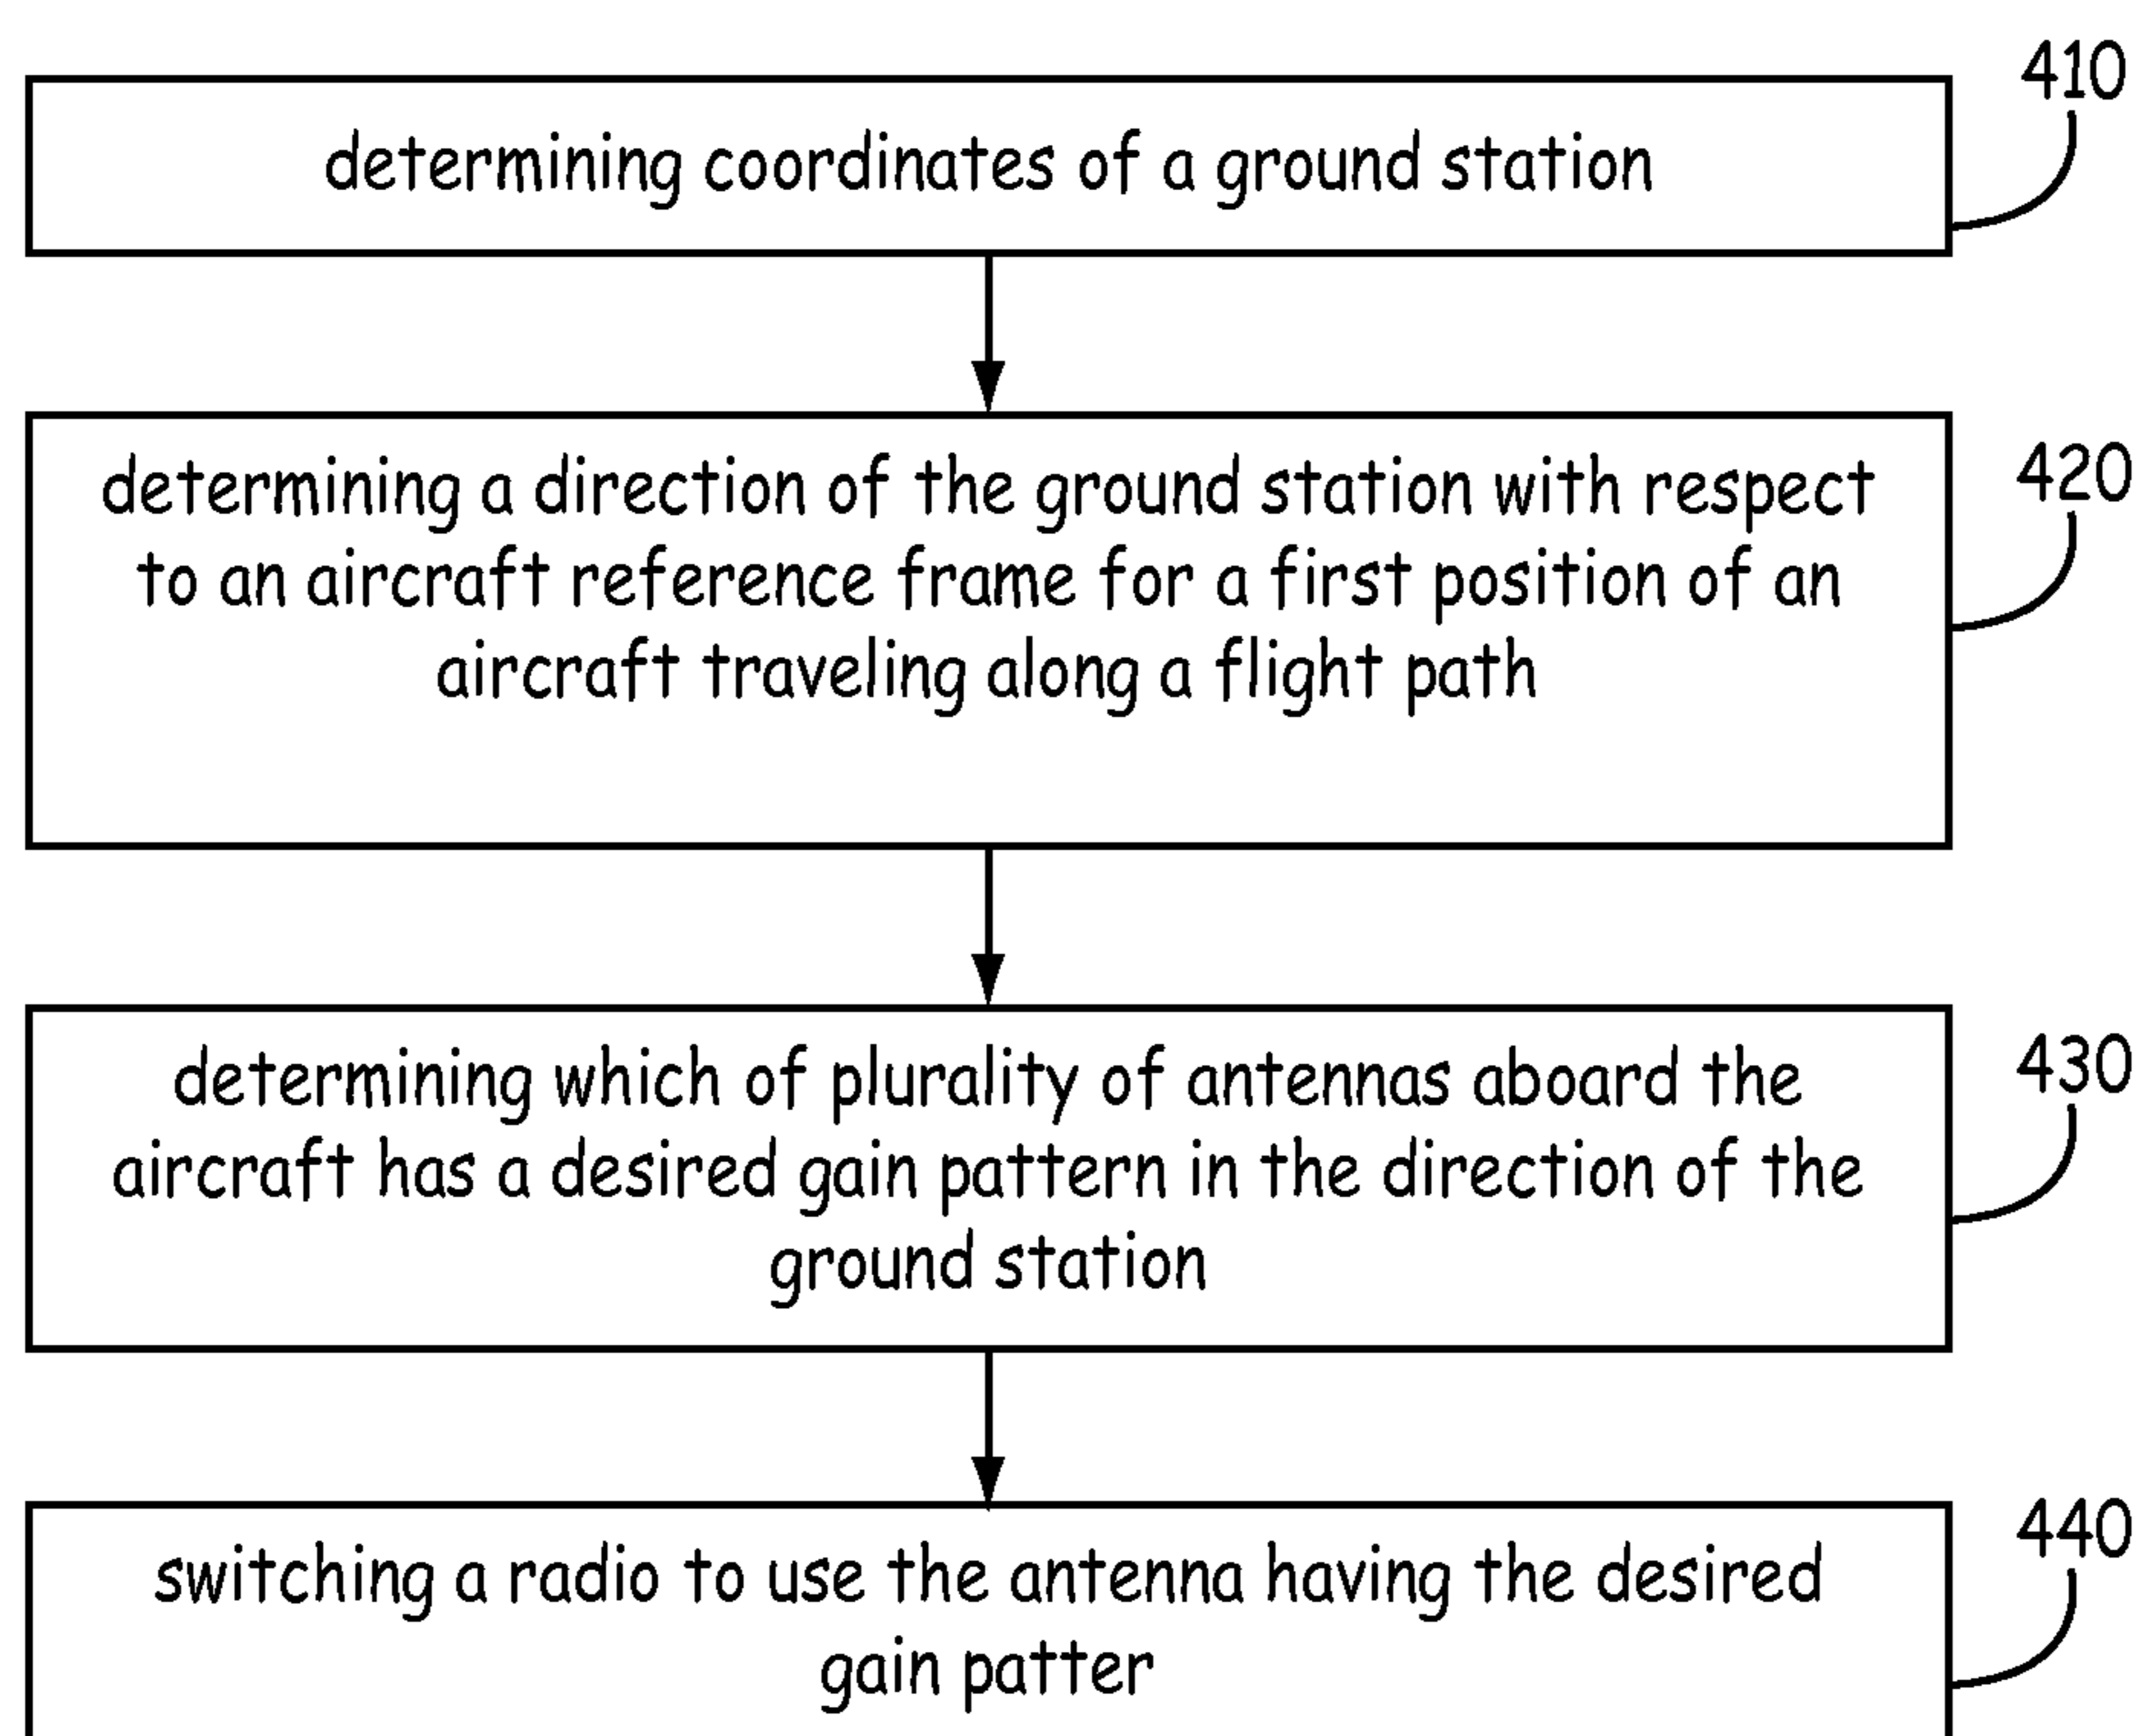 410
determining coordinates of a ground station
determining a direction of the ground station with respect
to an aircraft reference frame for a first position of an
aircraft traveling along a flight path
420
determining which of plurality of antennas aboard the
aircraft has a desired gain pattern in the direction of the
ground station
430
switching a radio to use the antenna having the desired
gain patter
440